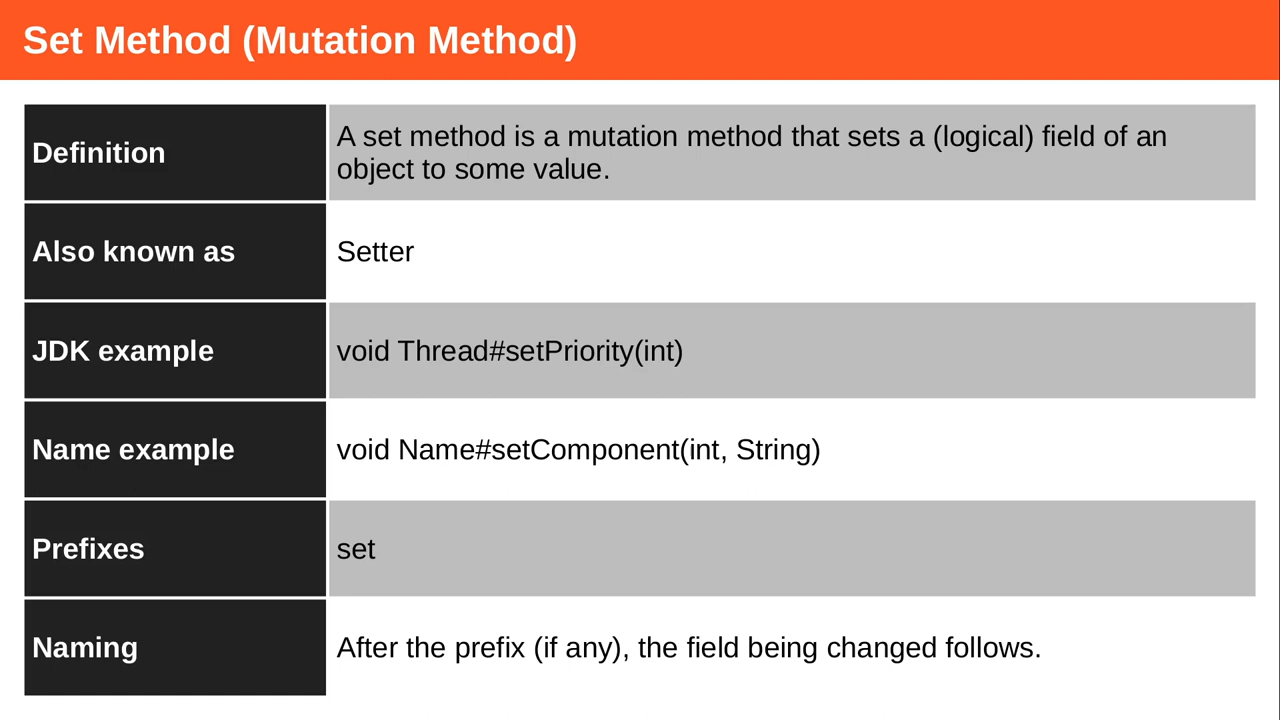 Set Method (Mutation Method)
Definition
A set method is a mutation method that sets a (logical) field of an
object to some value.
Also known as
Setter
JDK example
void Thread#setPriority(int)
Name example
void Name#setComponent(int, String)
Prefixes
set
Naming
After the prefix (if any), the field being changed follows.